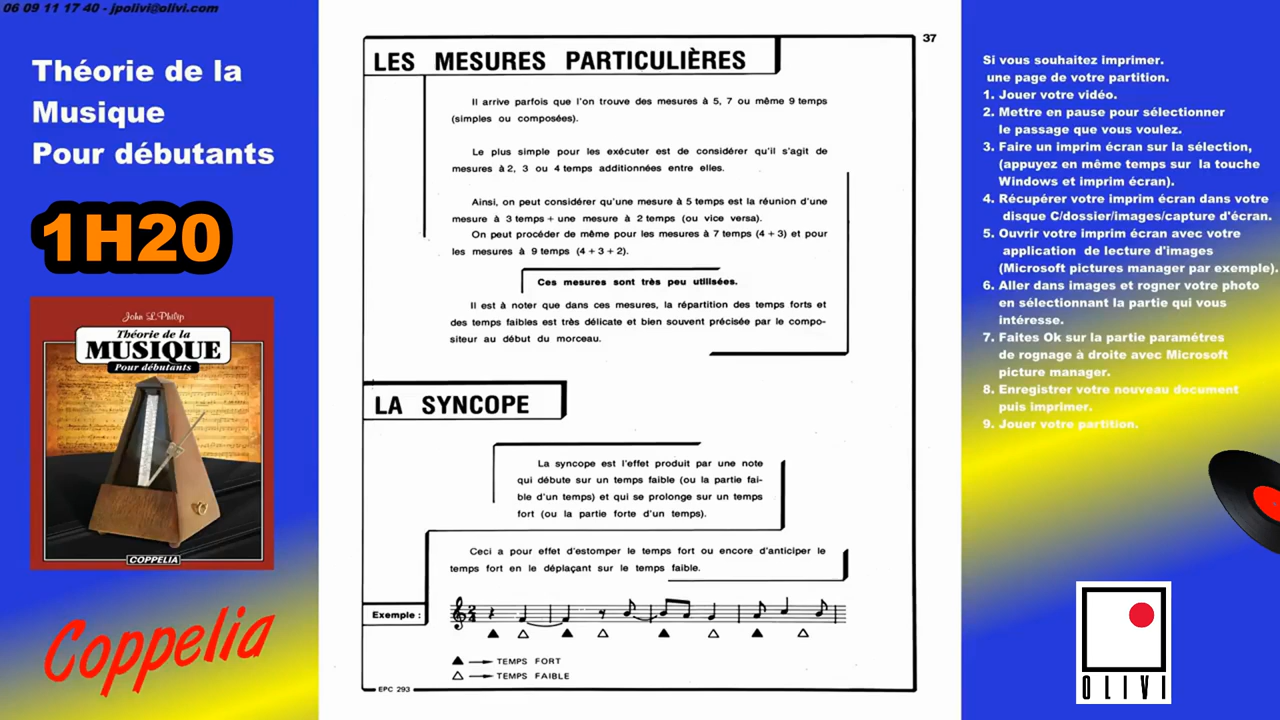 06 09 11 17 40 - jpolivi@olivi.com
Théorie de la
Musique
Pour débutants
1H20
John L. Philip
Théorie de la
MUSIQUE
Pour débutants
COPPELIA
Coppelia
37
LES MESURES PARTICULIÈRES
Il arrive parfois que l'on trouve des mesures à 5, 7 ou même 9 temps
(simples ou composées).
Le plus simple pour les exécuter est de considérer qu'il s'agit de
mesures à 2, 3 ou 4 temps additionnées entre elles.
Ainsi, on peut considérer qu'une mesure à 5 temps est la réunion d'une
mesure à 3 temps + une mesure à 2 temps (ou vice versa).
On peut procéder de même pour les mesures à 7 temps (4 + 3) et pour
les mesures à 9 temps (4 + 3 + 2).
Ces mesures sont très peu utilisées.
Il est à noter que dans ces mesures, la répartition des temps forts et
des temps faibles est très délicate et bien souvent précisée par le compo-
siteur au début du morceau.
LA SYNCOPE
La syncope est l'effet produit par une note
qui débute sur un temps faible (ou la partie fai-
ble d'un temps) et qui se prolonge sur un temps
fort (ou la partie forte d'un temps).
Ceci a pour effet d'estomper le temps fort ou encore d'anticiper le
temps fort en le déplaçant sur le temps faible.
Exemple :
TEMPS FORT
TEMPS FAIBLE
EPC 293
Si vous souhaitez imprimer.
une page de votre partition.
1. Jouer votre vidéo.
2. Mettre en pause pour sélectionner
le passage que vous voulez.
3. Faire un imprim écran sur la sélection,
(appuyez en même temps sur la touche
Windows et imprim écran).
4. Récupérer votre imprim écran dans votre
disque C/dossier/images/capture d'écran.
5. Ouvrir votre imprim écran avec votre
application de lecture d'images
(Microsoft pictures manager par exemple).
6. Aller dans images et rogner votre photo
en sélectionnant la partie qui vous
intéresse.
7. Faites Ok sur la partie paramétres
de rognage à droite avec Microsoft
picture manager.
8. Enregistrer votre nouveau document
puis imprimer.
9. Jouer votre partition.
OLIVI